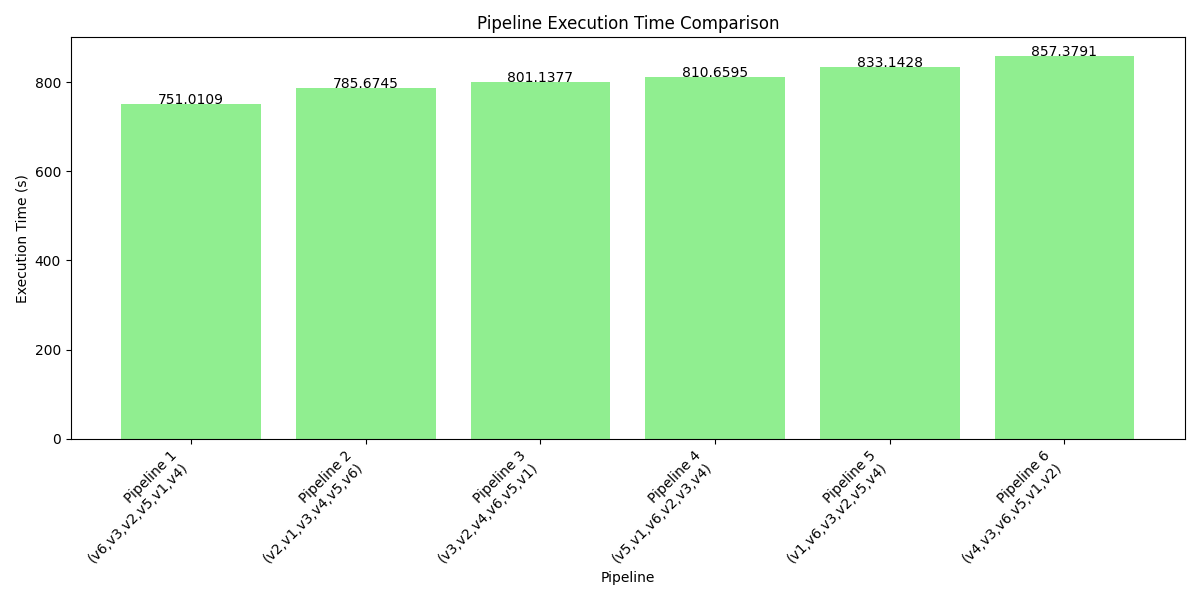 Pipeline Execution Time Comparison
Execution Time (s)
800
600
400
200
0
751.0109
785.6745
801.1377
810.6595
833.1428
857.3791
Pipeline 1
(v6,v3,v2,v5,v1,v4)
Pipeline 2
(v2,v1,v3,v4,v5,v6)
Pipeline 3
(v3,v2,v4,v6,v5,v1)
Pipeline 4
(v5,v1,v6,v2,v3,v4)
Pipeline 5
(v1,v6,v3,v2,v5,v4)
Pipeline 6
(v4,v3,v6,v5,v1,v2)
Pipeline